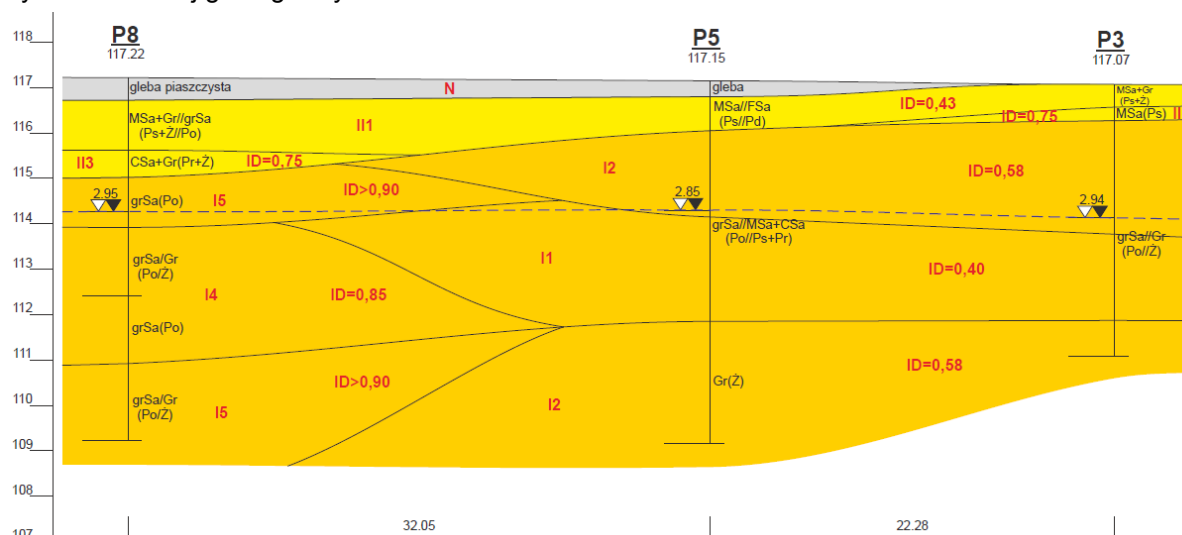 P8
117.22
P5
117.15
P3
117.07
118
117
116
115
114
113
112
111
110
109
108
gleba piaszczysta
N
gleba
MSa+Gr
(Ps+Ż)
MSa(Ps)
II
MSa+Gr//grSa
(Ps+Ż//Po)
II1
MSa//FSa
(Ps//Pd)
ID=0,43
ID=0,75
II3
CSa+Gr(Pr+Ż)
ID=0,75
I2
ID=0,58
ID>0,90
I5
grSa(Po)
2.95
2.85
2.94
grSa//MSa+CSa
(Po//Ps+Pr)
grSa//Gr
(Po//Ż)
grSa/Gr
(Po/Ż)
I1
ID=0,40
I4
ID=0,85
grSa(Po)
ID>0,90
I5
grSa/Gr
(Po/Ż)
I2
Gr(Ż)
ID=0,58
32.05
22.28